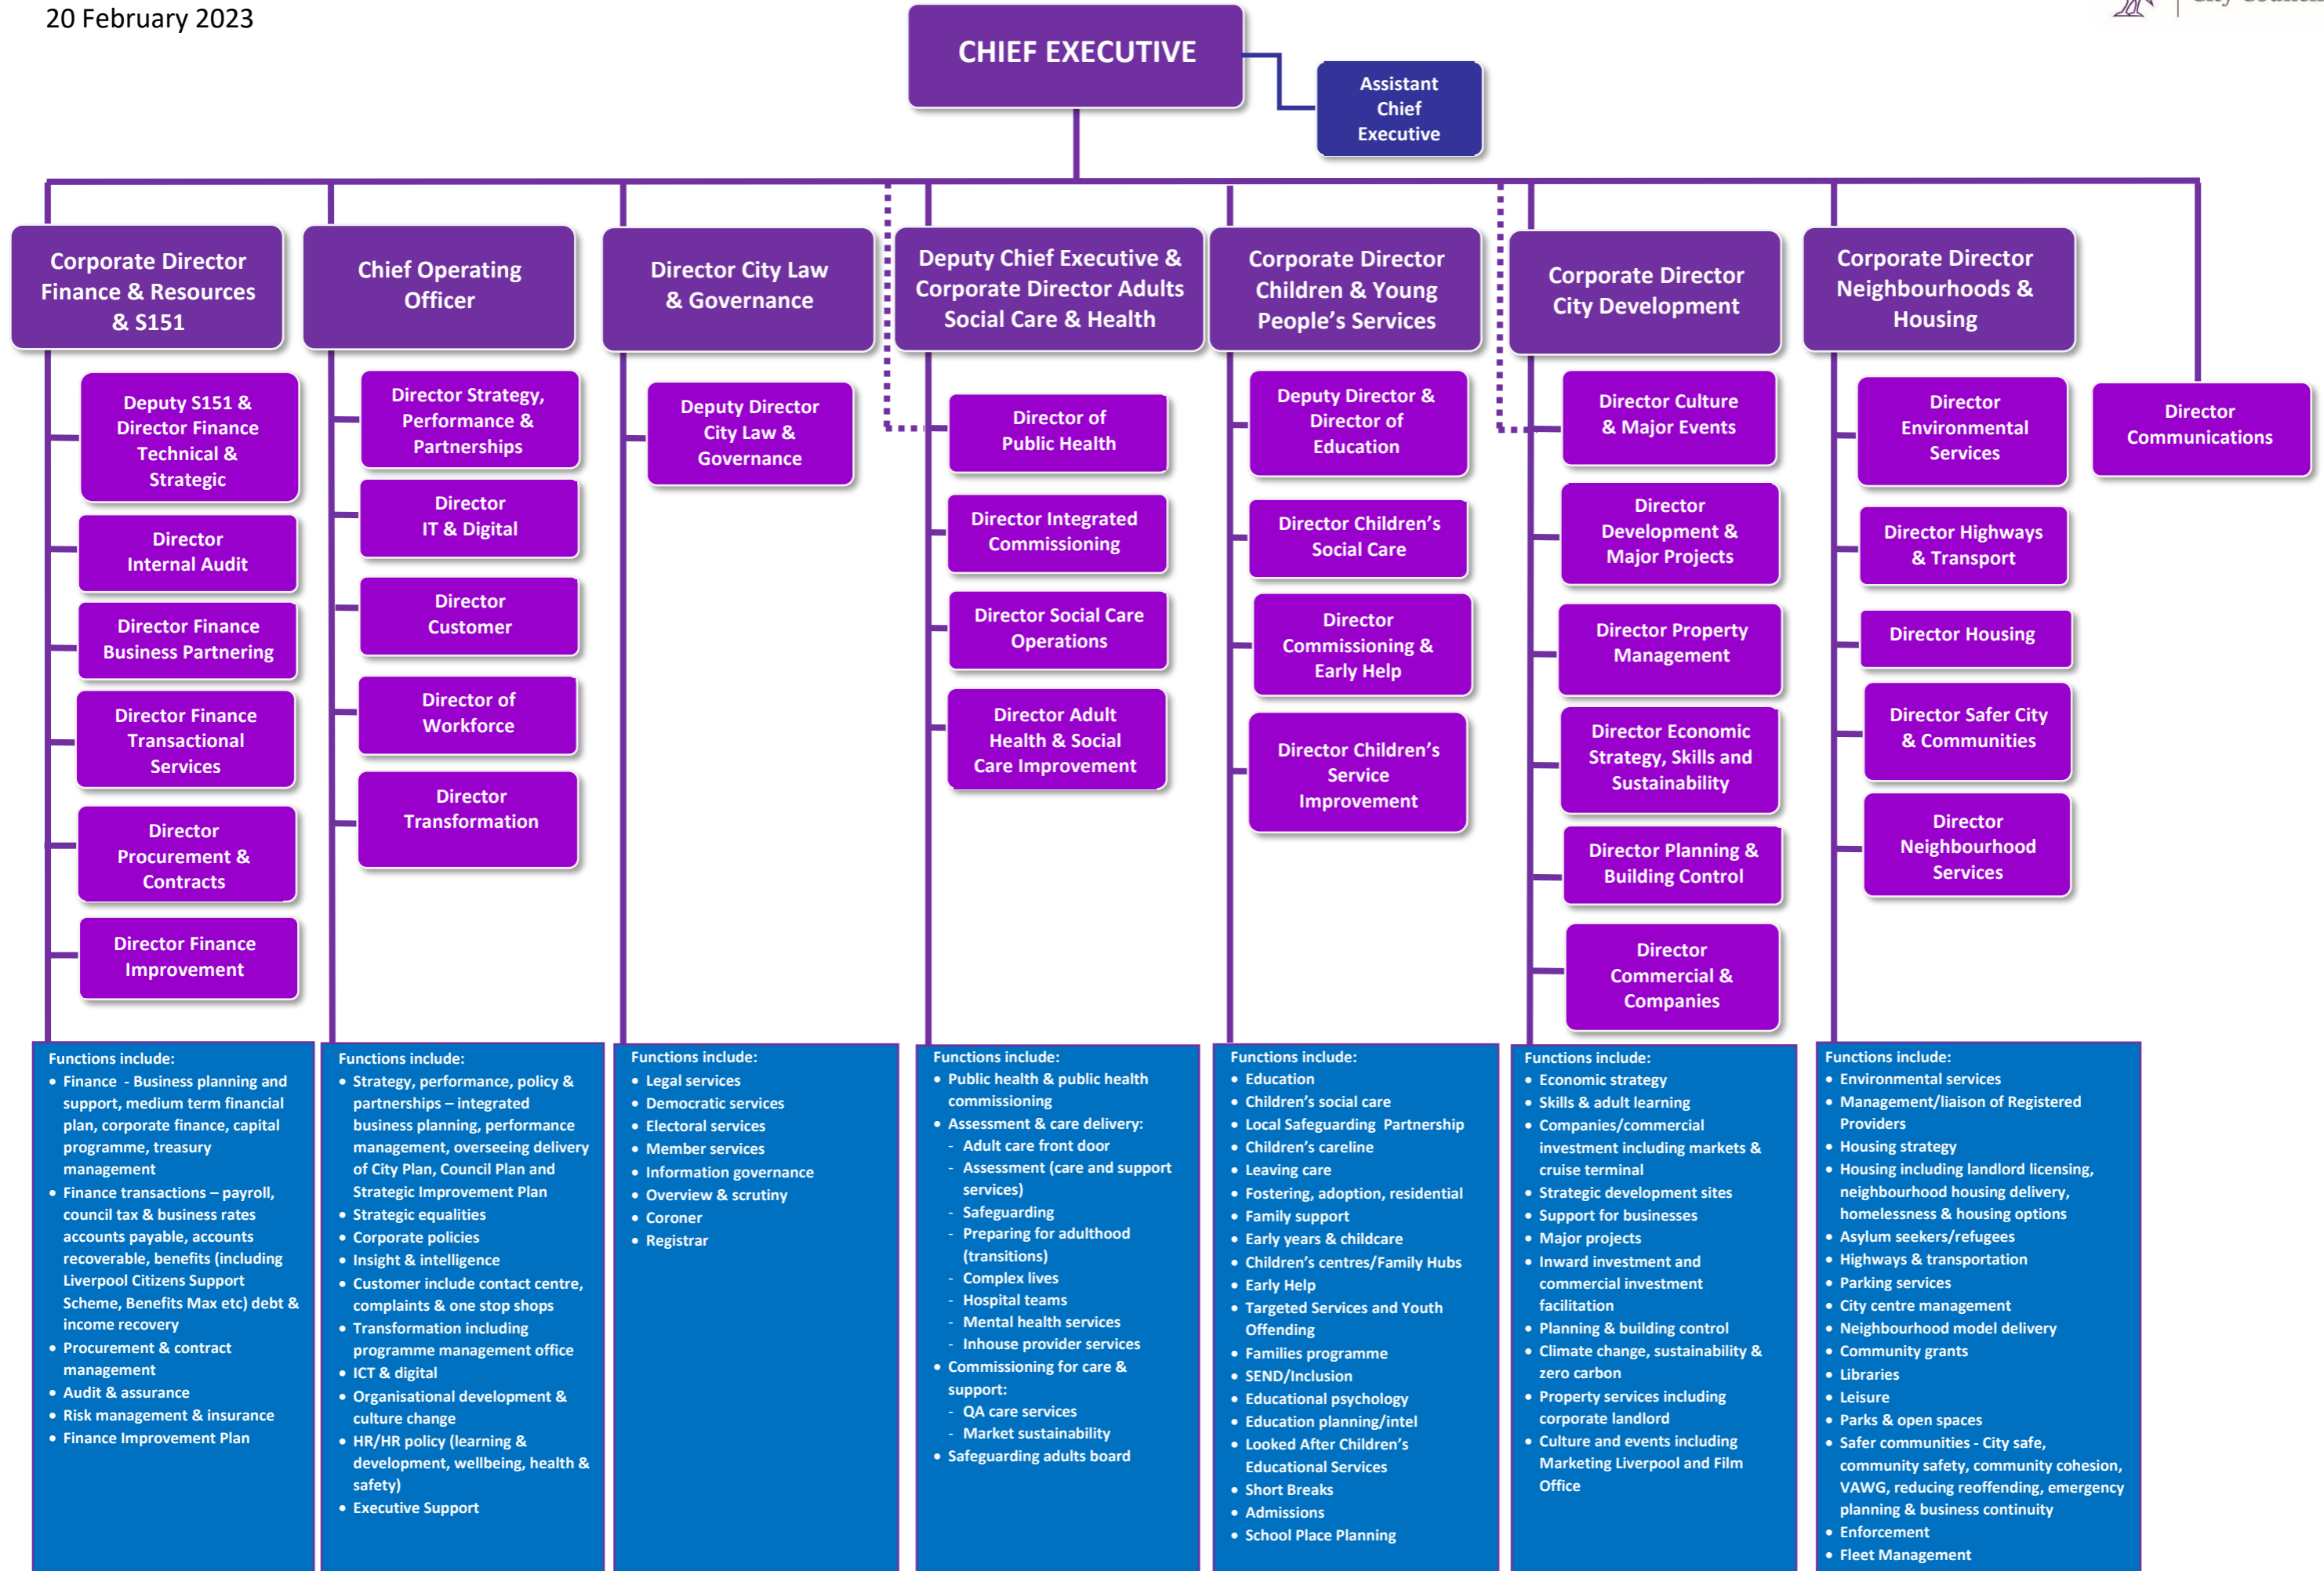 20 February 2023
City Council
CHIEF EXECUTIVE
Assistant
Chief
Executive
Corporate Director
Finance & Resources
& S151
Chief Operating
Officer
Director City Law
& Governance
Deputy Chief Executive &
Corporate Director Adults
Social Care & Health
Corporate Director
Children & Young
People's Services
Corporate Director
City Development
Corporate Director
Neighbourhoods &
Housing
Deputy S151 &
Director Finance
Technical &
Strategic
Director
Internal Audit
Director Finance
Business Partnering
Director Finance
Transactional
Services
Director
Procurement &
Contracts
Director Finance
Improvement
Director Strategy,
Performance &
Partnerships
Director
IT & Digital
Director
Customer
Director of
Workforce
Director
Transformation
Deputy Director
City Law &
Governance
Director of
Public Health
Director Integrated
Commissioning
Director Social Care
Operations
Director Adult
Health & Social
Care Improvement
Deputy Director &
Director of
Education
Director Children's
Social Care
Director
Commissioning &
Early Help
Director Children's
Service
Improvement
Director Culture
& Major Events
Director
Development &
Major Projects
Director Property
Management
Director Economic
Strategy, Skills and
Sustainability
Director Planning &
Building Control
Director
Commercial &
Companies
Director
Environmental
Services
Director Highways
& Transport
Director Housing
Director Safer City
& Communities
Director
Neighbourhood
Services
Director
Communications
Functions include:
• Finance - Business planning and
support, medium term financial
plan, corporate finance, capital
programme, treasury
management
• Finance transactions – payroll,
council tax & business rates
accounts payable, accounts
recoverable, benefits (including
Liverpool Citizens Support
Scheme, Benefits Max etc) debt &
income recovery
• Procurement & contract
management
• Audit & assurance
• Risk management & insurance
• Finance Improvement Plan
Functions include:
• Strategy, performance, policy &
partnerships – integrated
business planning, performance
management, overseeing delivery
of City Plan, Council Plan and
Strategic Improvement Plan
• Strategic equalities
• Corporate policies
• Insight & intelligence
• Customer include contact centre,
complaints & one stop shops
• Transformation including
programme management office
• ICT & digital
• Organisational development &
culture change
• HR/HR policy (learning &
development, wellbeing, health &
safety)
• Executive Support
Functions include:
• Legal services
• Democratic services
• Electoral services
• Member services
• Information governance
• Overview & scrutiny
• Coroner
• Registrar
Functions include:
• Public health & public health
commissioning
• Assessment & care delivery:
- Adult care front door
- Assessment (care and support
services)
- Safeguarding
- Preparing for adulthood
(transitions)
- Complex lives
- Hospital teams
- Mental health services
- Inhouse provider services
• Commissioning for care &
support:
- QA care services
- Market sustainability
• Safeguarding adults board
Functions include:
• Education
• Children's social care
• Local Safeguarding Partnership
• Children's careline
• Leaving care
• Fostering, adoption, residential
• Family support
• Early years & childcare
• Children's centres/Family Hubs
• Early Help
• Targeted Services and Youth
Offending
• Families programme
• SEND/Inclusion
• Educational psychology
• Education planning/intel
• Looked After Children's
Educational Services
• Short Breaks
• Admissions
• School Place Planning
Functions include:
• Economic strategy
• Skills & adult learning
• Companies/commercial
investment including markets &
cruise terminal
• Strategic development sites
• Support for businesses
• Major projects
• Inward investment and
commercial investment
facilitation
• Planning & building control
• Climate change, sustainability &
zero carbon
• Property services including
corporate landlord
• Culture and events including
Marketing Liverpool and Film
Office
Functions include:
• Environmental services
• Management/liaison of Registered
Providers
• Housing strategy
• Housing including landlord licensing,
neighbourhood housing delivery,
homelessness & housing options
• Asylum seekers/refugees
• Highways & transportation
• Parking services
• City centre management
• Neighbourhood model delivery
• Community grants
• Libraries
• Leisure
• Parks & open spaces
• Safer communities - City safe,
community safety, community cohesion,
VAWG, reducing reoffending, emergency
planning & business continuity
• Enforcement
• Fleet Management